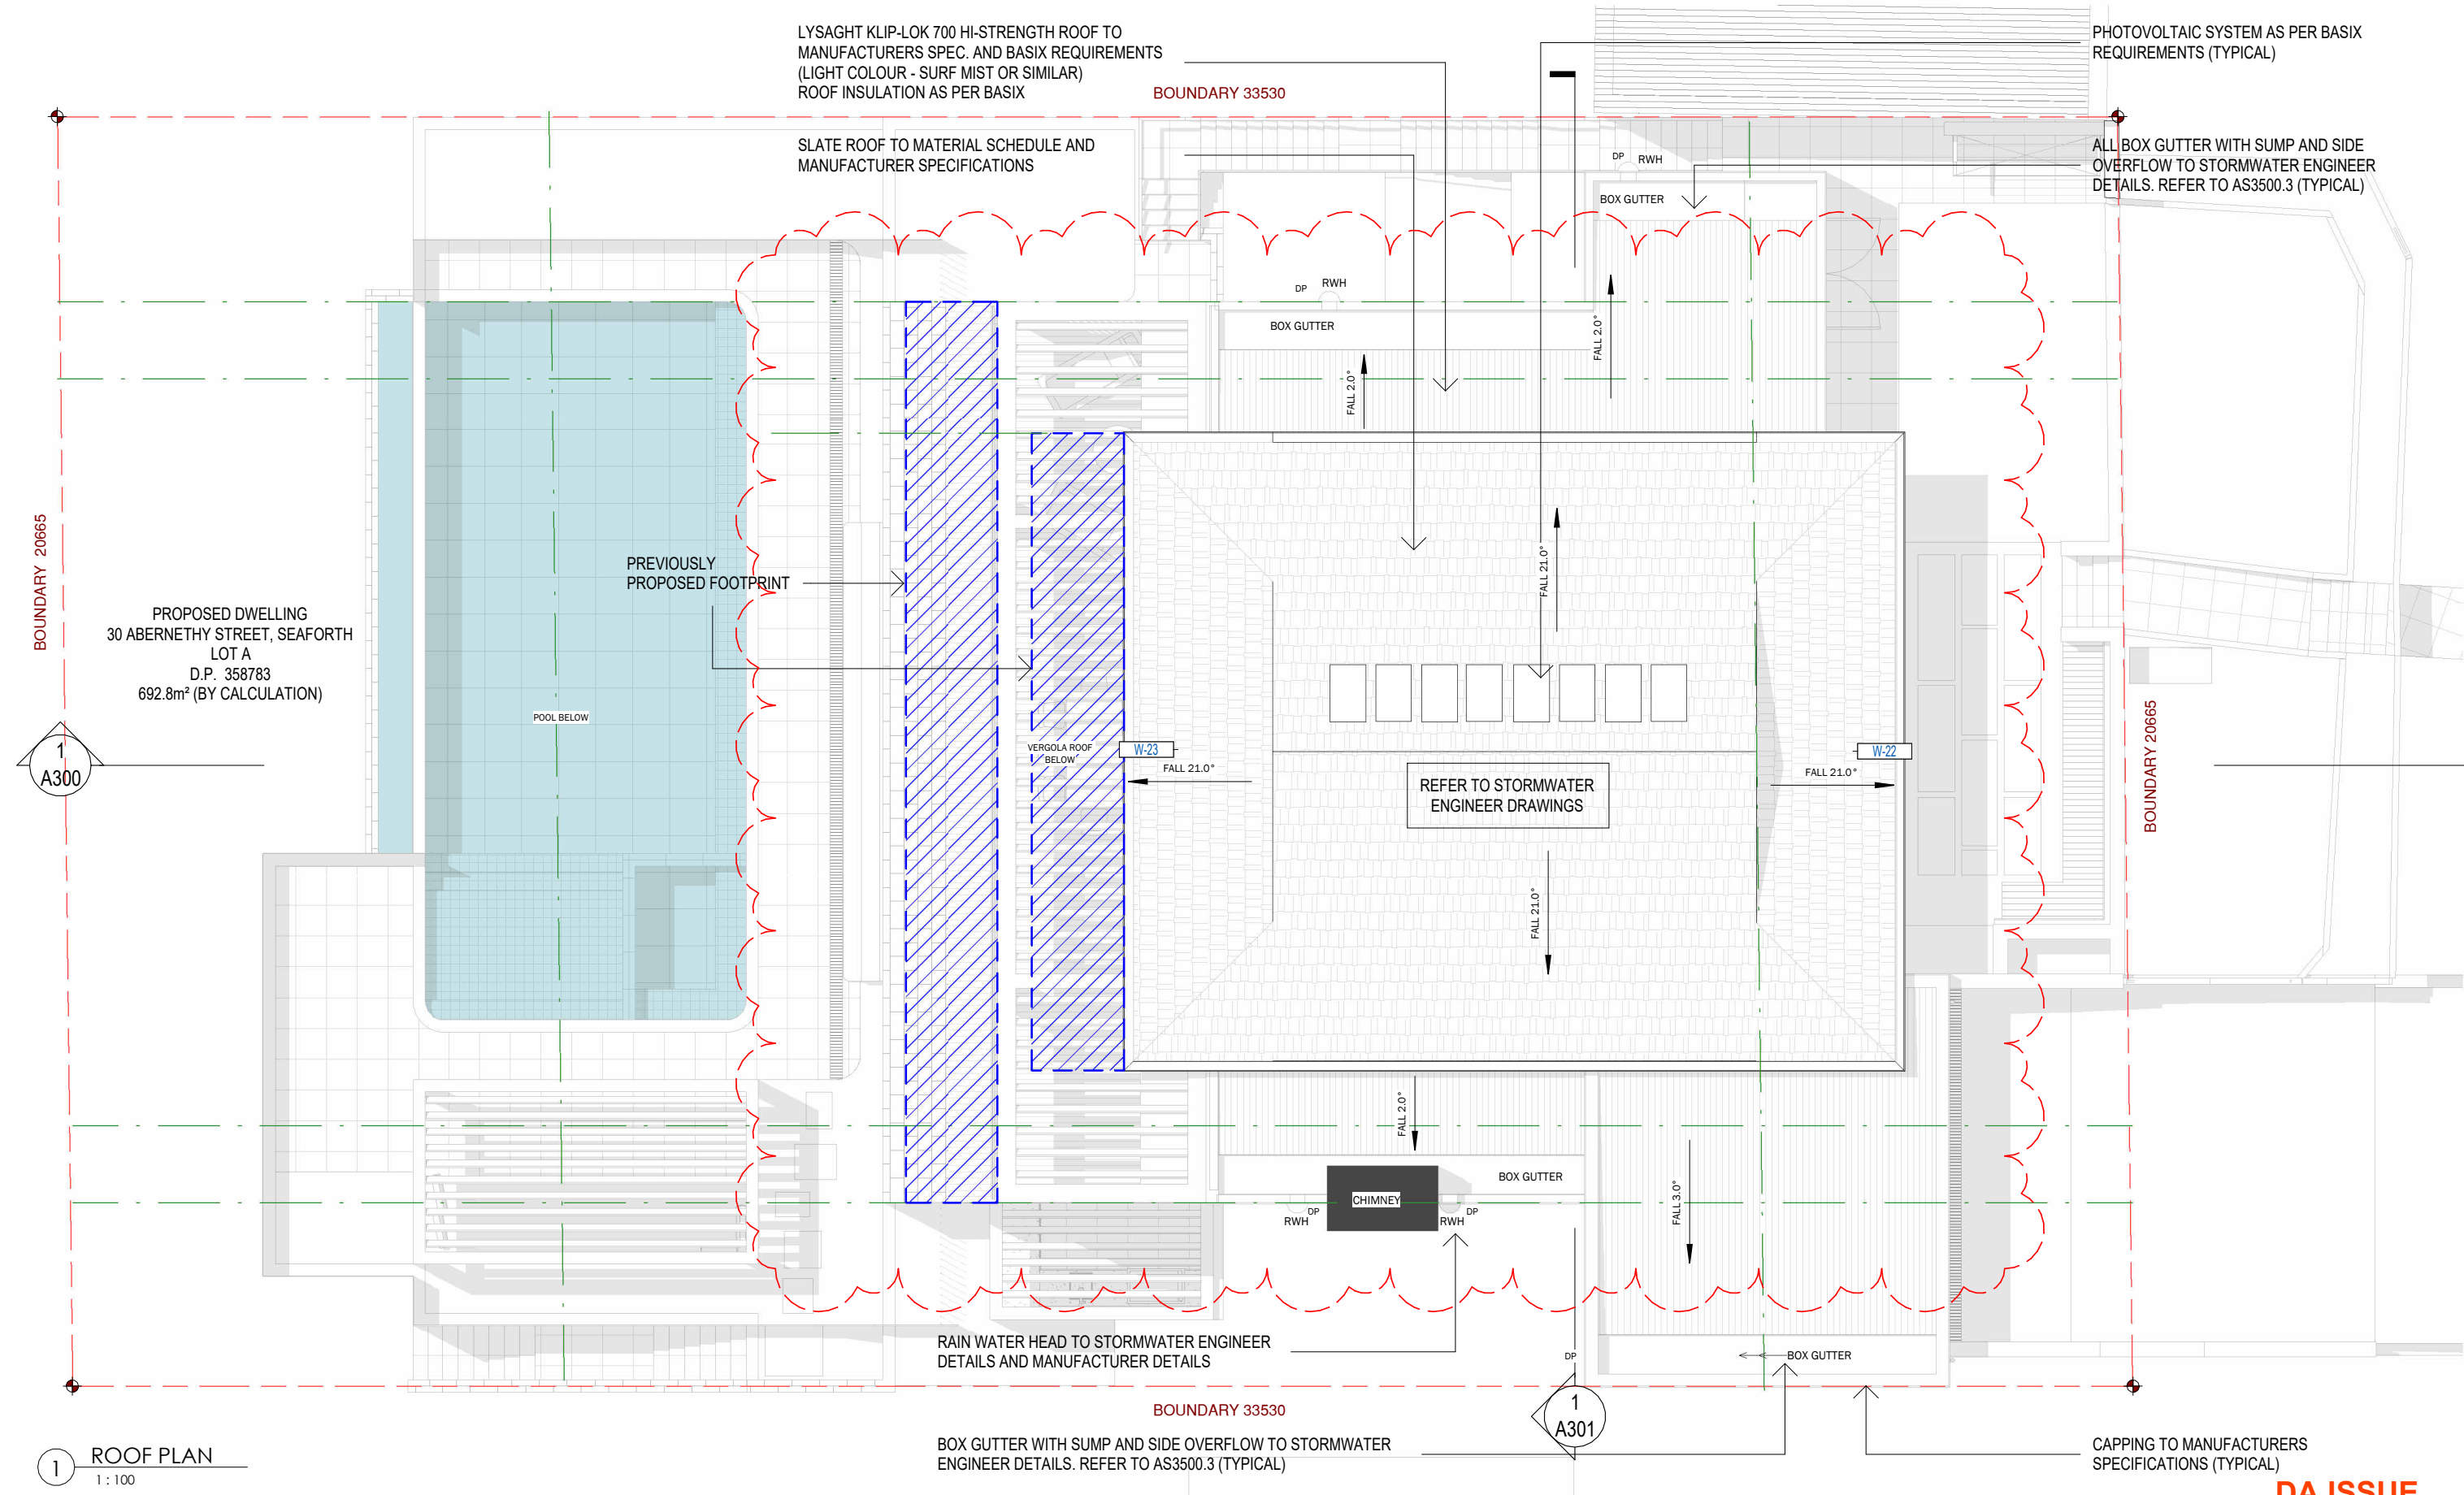 LYSAGHT KLIP-LOK 700 HI-STRENGTH ROOF TO
MANUFACTURERS SPEC. AND BASIX REQUIREMENTS
(LIGHT COLOUR - SURF MIST OR SIMILAR)
ROOF INSULATION AS PER BASIX
PHOTOVOLTAIC SYSTEM AS PER BASIX
REQUIREMENTS (TYPICAL)
BOUNDARY 33530
SLATE ROOF TO MATERIAL SCHEDULE AND
MANUFACTURER SPECIFICATIONS
ALL BOX GUTTER WITH SUMP AND SIDE
OVERFLOW TO STORMWATER ENGINEER
DETAILS. REFER TO AS3500.3 (TYPICAL)
DP
RWH
BOX GUTTER
DP
RWH
BOX GUTTER
FALL 2.0°
FALL 2.0°
BOUNDARY 20665
PREVIOUSLY
PROPOSED FOOTPRINT
FALL 21.0°
PROPOSED DWELLING
30 ABERNETHY STREET, SEAFORTH
LOT A
D.P. 358783
692.8m² (BY CALCULATION)
POOL BELOW
1
A300
VERGOLA ROOF
BELOW
W-23
FALL 21.0°
REFER TO STORMWATER
ENGINEER DRAWINGS
W-22
FALL 21.0°
BOUNDARY 20665
FALL 21.0°
FALL 2.0°
BOX GUTTER
CHIMNEY
RWH
DP
RWH
DP
FALL 3.0°
RAIN WATER HEAD TO STORMWATER ENGINEER
DETAILS AND MANUFACTURER DETAILS
DP
BOX GUTTER
BOUNDARY 33530
1
A301
BOX GUTTER WITH SUMP AND SIDE OVERFLOW TO STORMWATER
ENGINEER DETAILS. REFER TO AS3500.3 (TYPICAL)
CAPPING TO MANUFACTURERS
SPECIFICATIONS (TYPICAL)
1
ROOF PLAN
1 : 100
DA ISSUE